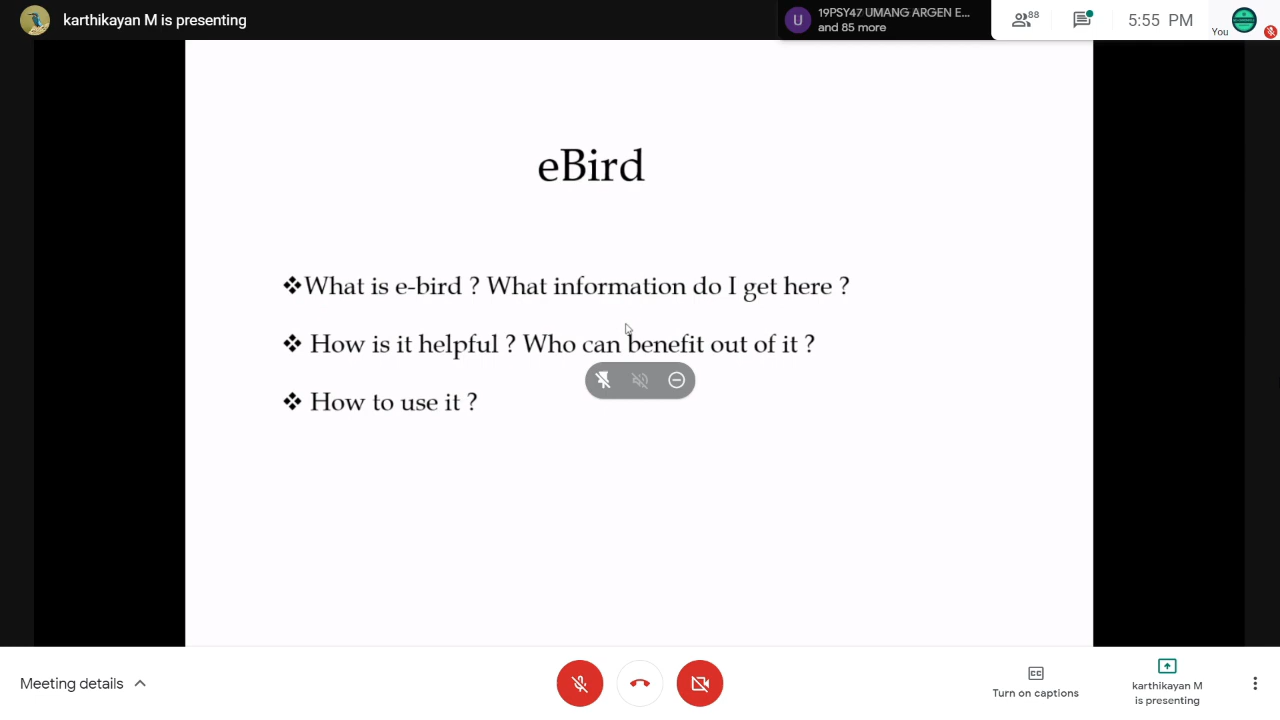 karthikayan M is presenting
U
19PSY47 UMANG ARGEN E...
and 85 more
88
5:55 PM
You
eBird
❖What is e-bird ? What information do I get here ?
❖ How is it helpful ? Who can benefit out of it ?
❖ How to use it ?
Meeting details
CC
Turn on captions
karthikayan M
is presenting